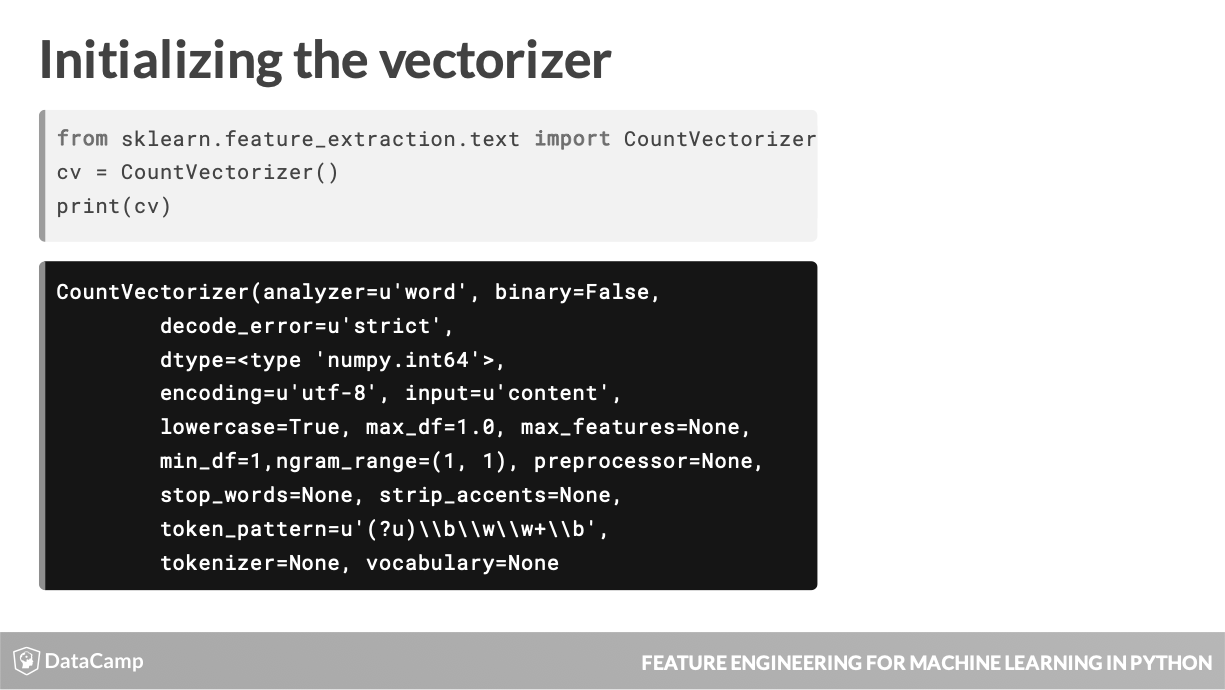 Initializing the vectorizer
from sklearn.feature_extraction.text import CountVectorizer
cv = CountVectorizer()
print(cv)
CountVectorizer(analyzer=u'word', binary=False,
        decode_error=u'strict',
        dtype=<type 'numpy.int64'>,
        encoding=u'utf-8', input=u'content',
        lowercase=True, max_df=1.0, max_features=None,
        min_df=1,ngram_range=(1, 1), preprocessor=None,
        stop_words=None, strip_accents=None,
        token_pattern=u'(?u)\\b\\w\\w+\\b',
        tokenizer=None, vocabulary=None
DataCamp
FEATURE ENGINEERING FOR MACHINE LEARNING IN PYTHON